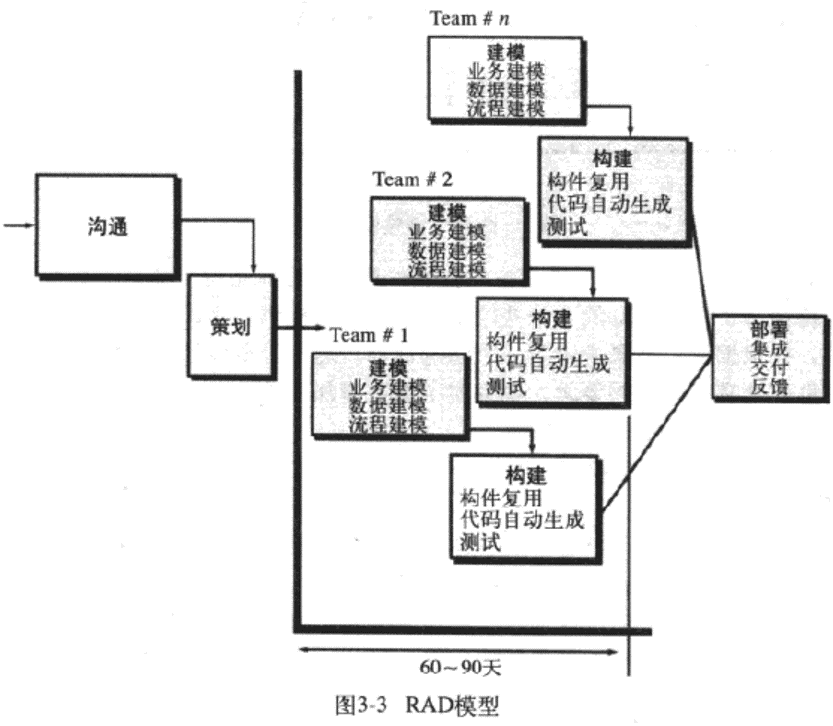 Team # n
建模
业务建模
数据建模
流程建模
构建
构件复用
代码自动生成
测试
Team # 2
建模
业务建模
数据建模
流程建模
沟通
构建
构件复用
代码自动生成
测试
策划
部署
集成
交付
反馈
Team # 1
建模
业务建模
数据建模
流程建模
构建
构件复用
代码自动生成
测试
60～90天
图3-3 RAD模型